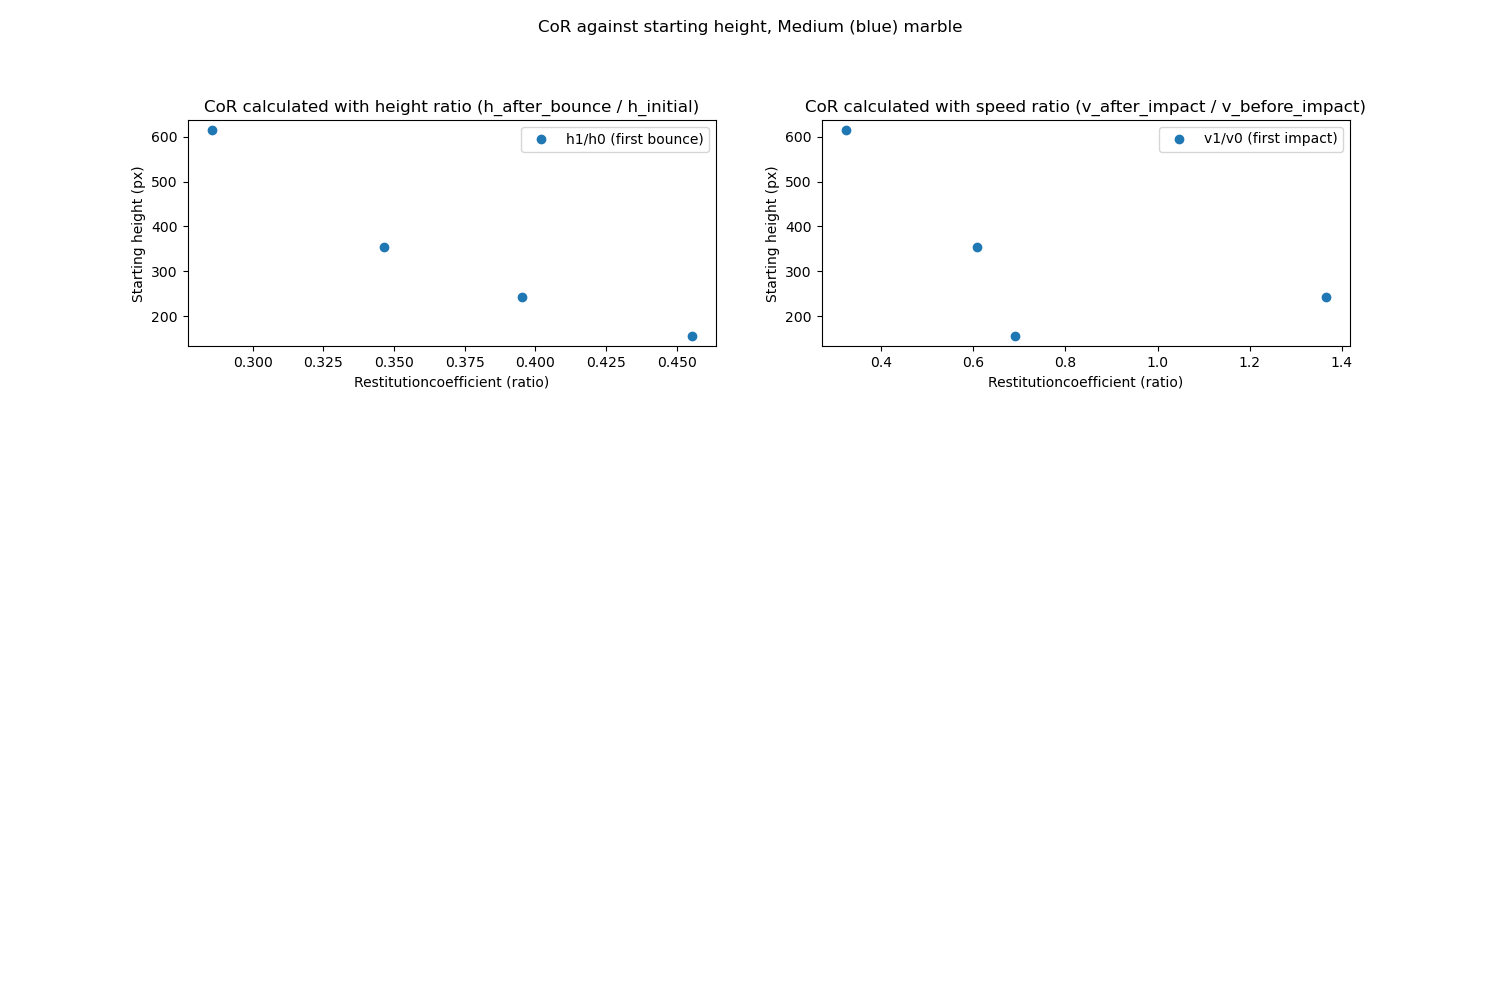 CoR against starting height, Medium (blue) marble
CoR calculated with height ratio (h_after_bounce / h_initial)
h1/h0 (first bounce)
Starting height (px)
600
500
400
300
200
0.300 0.325 0.350 0.375 0.400 0.425 0.450
Restitutioncoefficient (ratio)
CoR calculated with speed ratio (v_after_impact / v_before_impact)
v1/v0 (first impact)
Starting height (px)
600
500
400
300
200
0.4 0.6 0.8 1.0 1.2 1.4
Restitutioncoefficient (ratio)